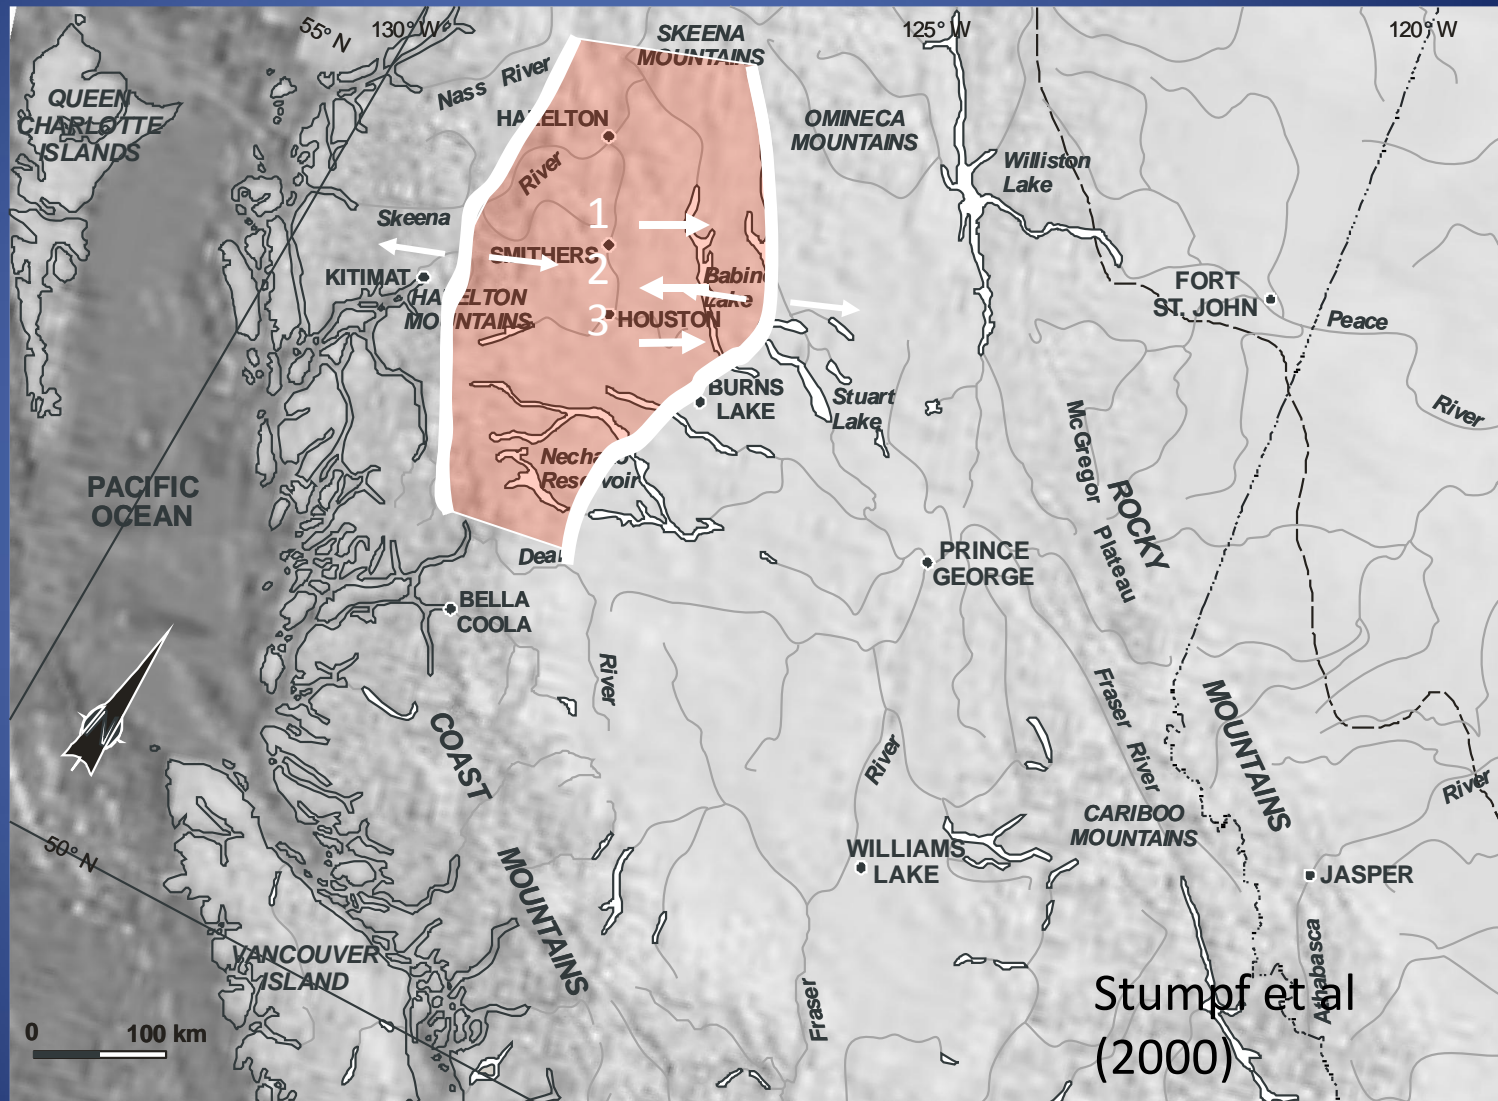 55° N
130° W
125° W
120° W
SKEENA
MOUNTAINS
QUEEN
CHARLOTTE
ISLANDS
Nass River
HAZELTON
OMINECA
MOUNTAINS
Williston
Lake
River
Skeena
1
SMITHERS
2
KITIMAT
HAZELTON
MOUNTAINS
Babine
Lake
3
HOUSTON
FORT
ST. JOHN
Peace
River
BURNS
LAKE
Stuart
Lake
McGregor
Plateau
Nechako
Reservoir
PACIFIC
OCEAN
ROCKY
MOUNTAINS
Dean
River
PRINCE
GEORGE
BELLA
COOLA
Fraser River
COAST
MOUNTAINS
River
Fraser
CARIBOO
MOUNTAINS
River
Athabasca
WILLIAMS
LAKE
JASPER
50° N
VANCOUVER
ISLAND
N
0 100 km
Stumpf et al
(2000)